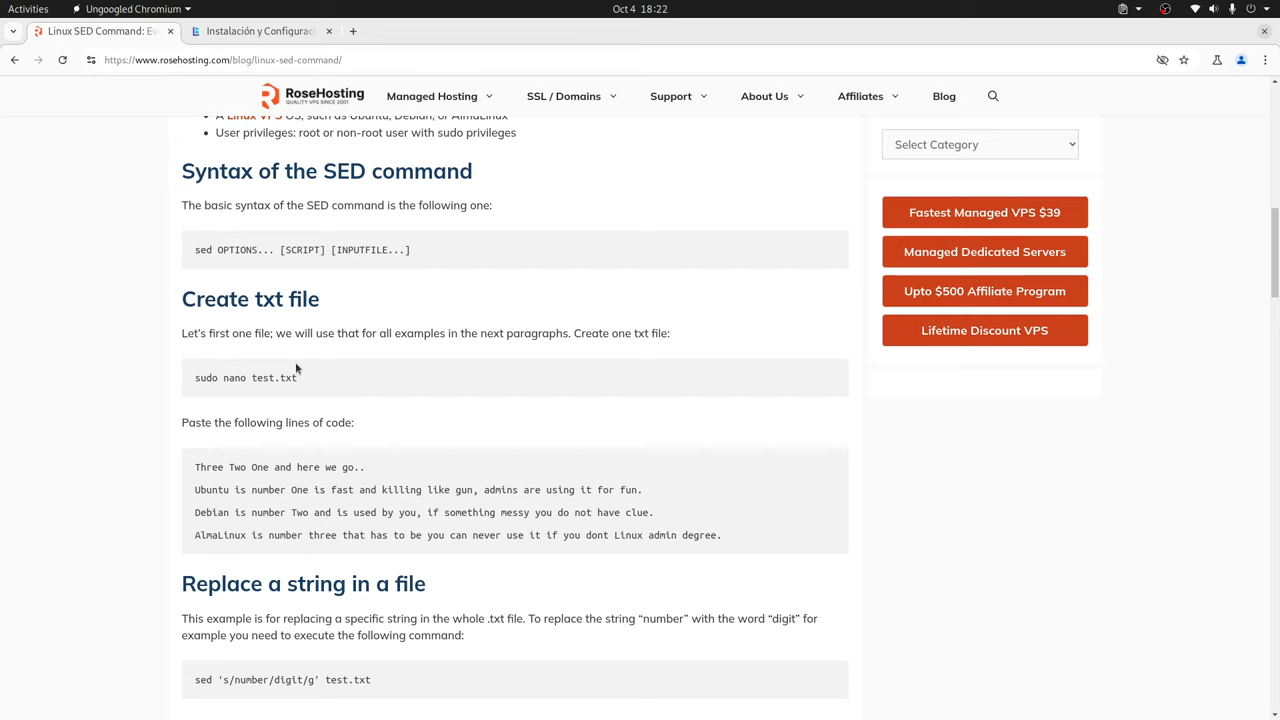 Activities
Ungoogled Chromium
Oct 4 18:22
Linux SED Command: Ev
Instalación y Configurac
https://www.rosehosting.com/blog/linux-sed-command/
RoseHosting
QUALITY VPS SINCE 2001
Managed Hosting
SSL / Domains
Support
About Us
Affiliates
Blog
A Linux VPS OS, such as Ubuntu, Debian, or AlmaLinux
User privileges: root or non-root user with sudo privileges
Syntax of the SED command
The basic syntax of the SED command is the following one:
sed OPTIONS... [SCRIPT] [INPUTFILE...]
Create txt file
Let's first one file; we will use that for all examples in the next paragraphs. Create one txt file:
sudo nano test.txt
Paste the following lines of code:
Three Two One and here we go..
Ubuntu is number One is fast and killing like gun, admins are using it for fun.
Debian is number Two and is used by you, if something messy you do not have clue.
AlmaLinux is number three that has to be you can never use it if you dont Linux admin degree.
Replace a string in a file
This example is for replacing a specific string in the whole .txt file. To replace the string “number” with the word “digit” for
example you need to execute the following command:
sed 's/number/digit/g' test.txt
Select Category
Fastest Managed VPS $39
Managed Dedicated Servers
Upto $500 Affiliate Program
Lifetime Discount VPS